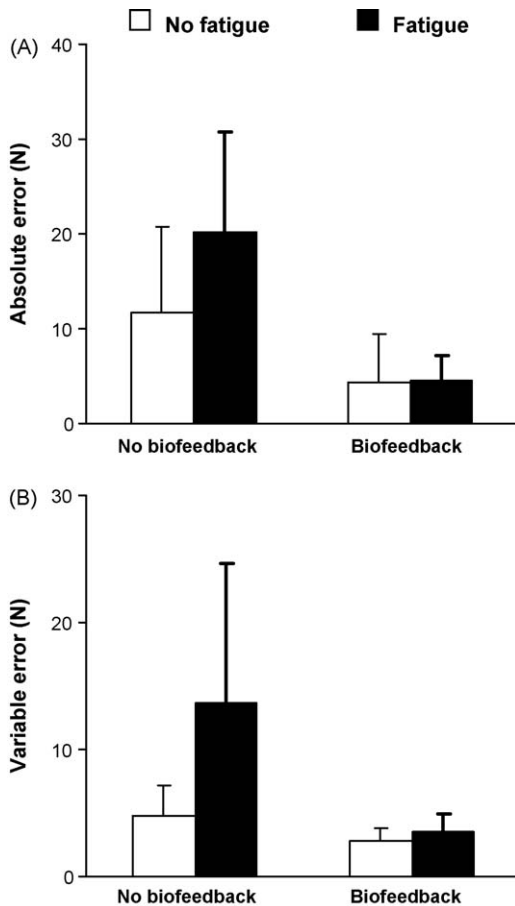 No fatigue Fatigue
(A)
40
30
20
10
0
Absolute error (N)
No biofeedback Biofeedback
(B)
30
20
10
0
Variable error (N)
No biofeedback Biofeedback